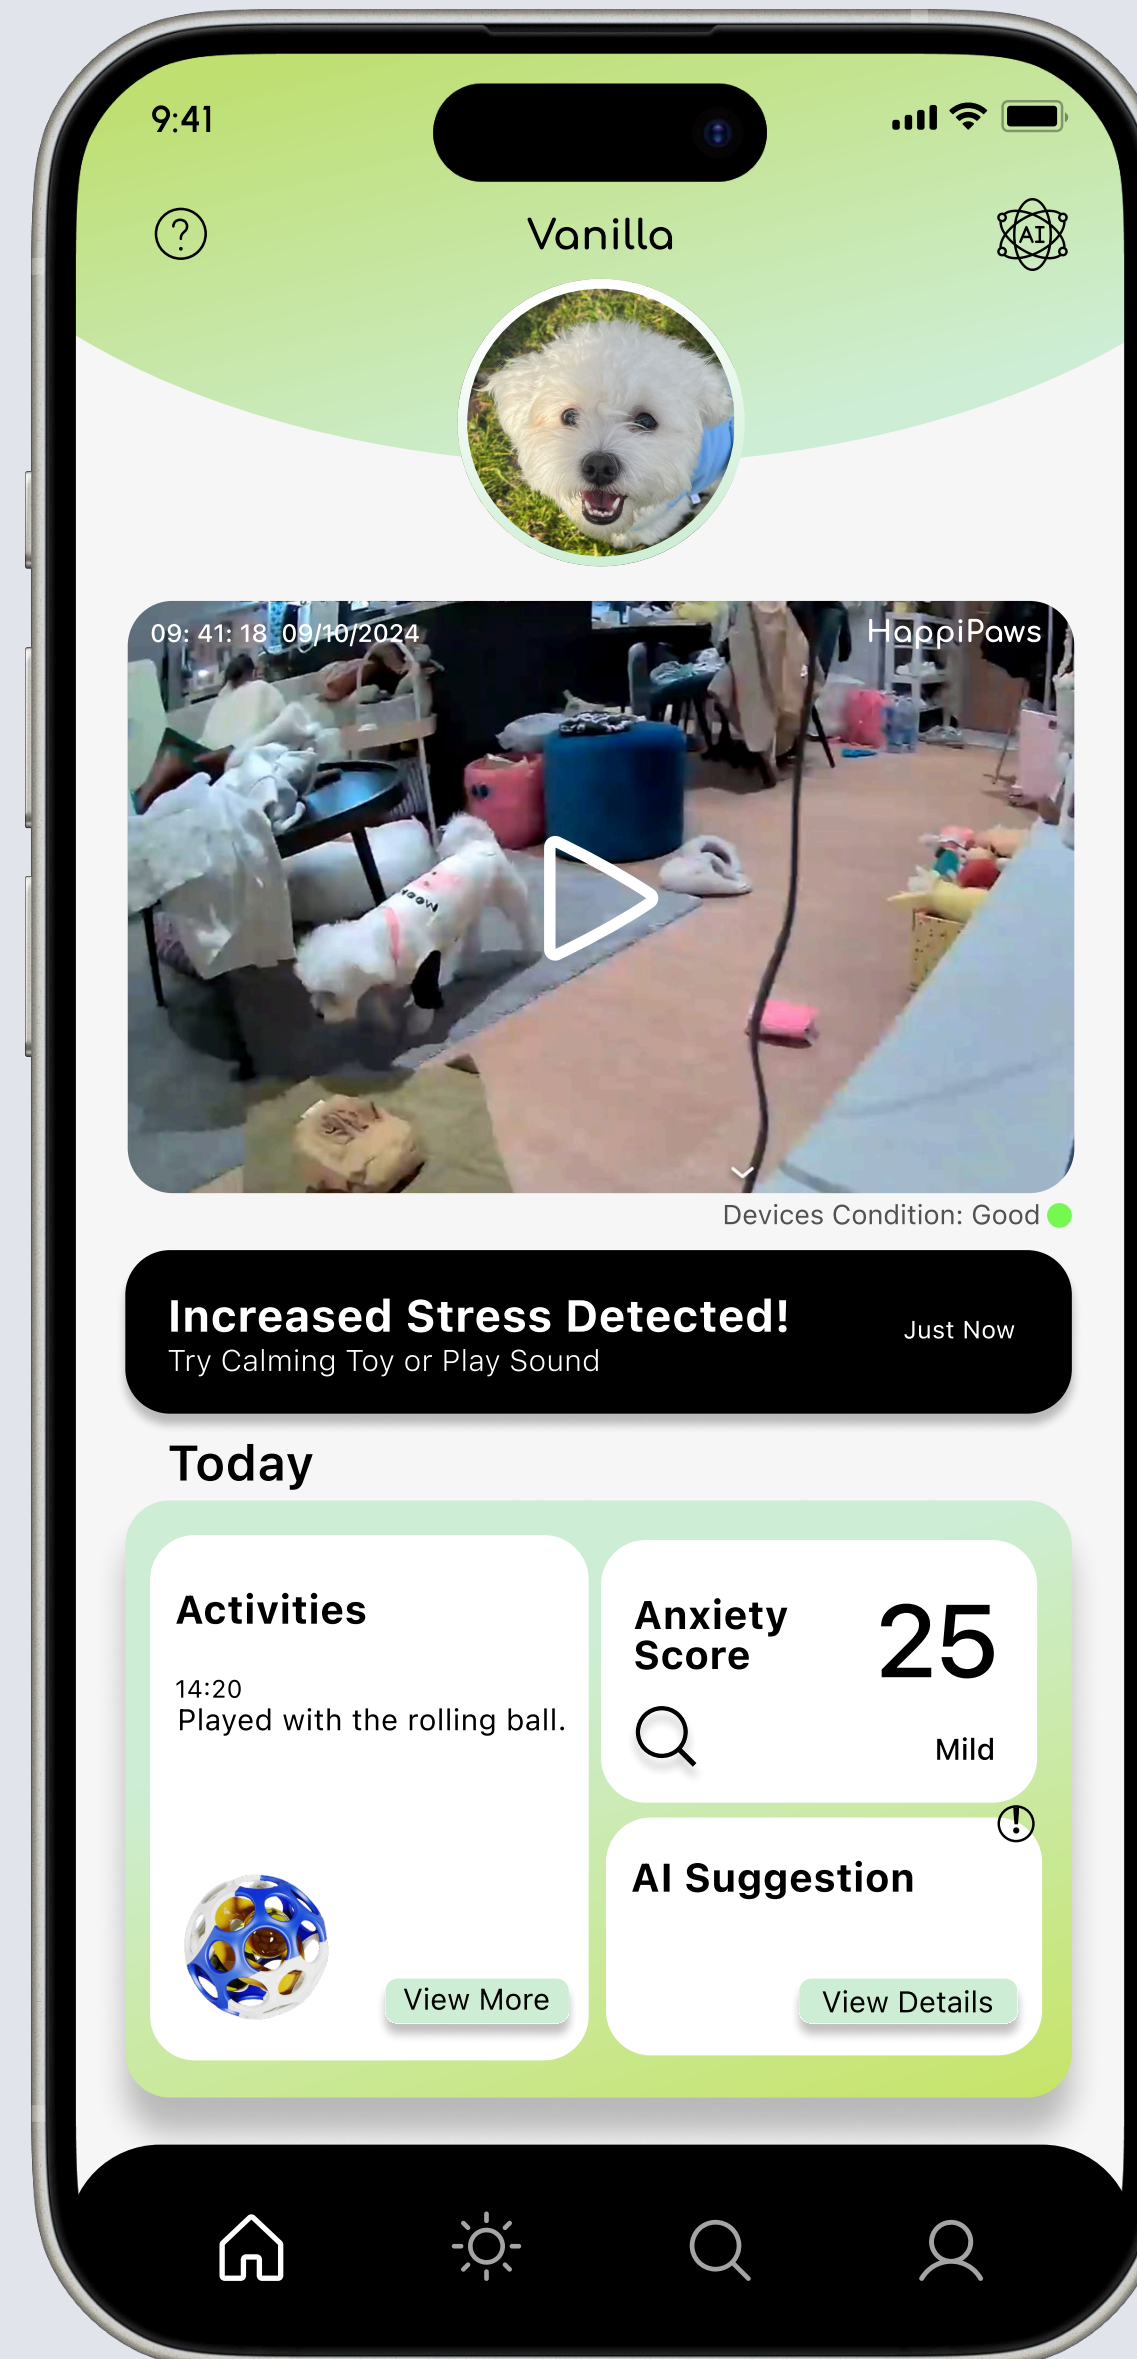 9:41
?
Vanilla
AI
09: 41: 18 09/10/2024
HappiPaws
Devices Condition: Good
Increased Stress Detected!
Try Calming Toy or Play Sound
Just Now
Today
Activities
14:20
Played with the rolling ball.
View More
Anxiety
Score
25
Mild
!
AI Suggestion
View Details